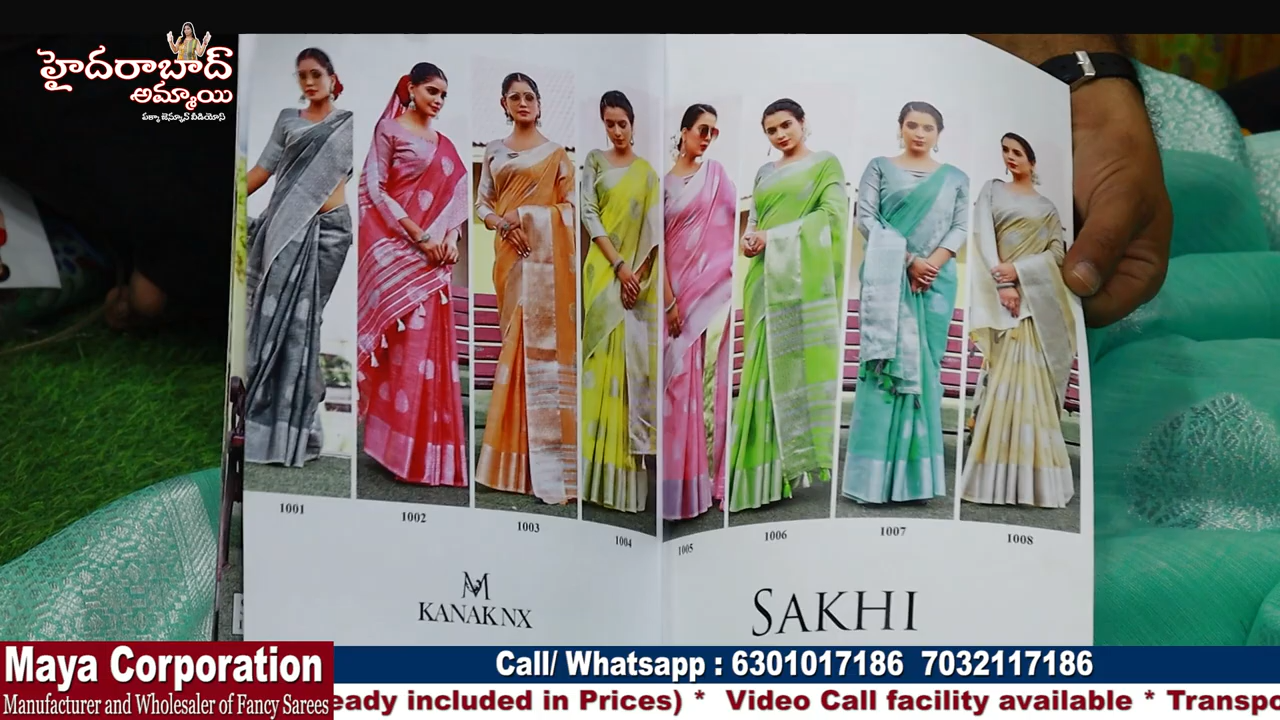 హైదరాబాద్
అమ్మాయి
పక్కా జెన్యూన్ వీడియోస్
1001
1002
1003
1004
1005
1006
1007
1008
KANAK NX
SAKHI
Maya Corporation
Manufacturer and Wholesaler of Fancy Sarees
Call/ Whatsapp : 6301017186 7032117186
eady included in Prices) * Video Call facility available * Transpo